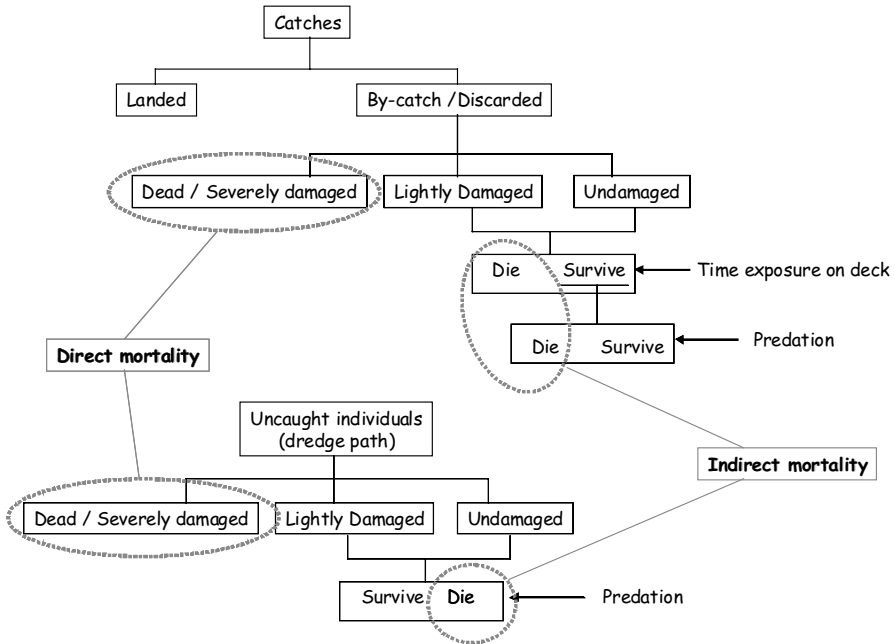 Catches
Landed
By-catch /Discarded
Dead / Severely damaged
Lightly Damaged
Undamaged
Die Survive
Time exposure on deck
Die Survive
Predation
Direct mortality
Uncaught individuals
(dredge path)
Indirect mortality
Dead / Severely damaged
Lightly Damaged
Undamaged
Survive Die
Predation